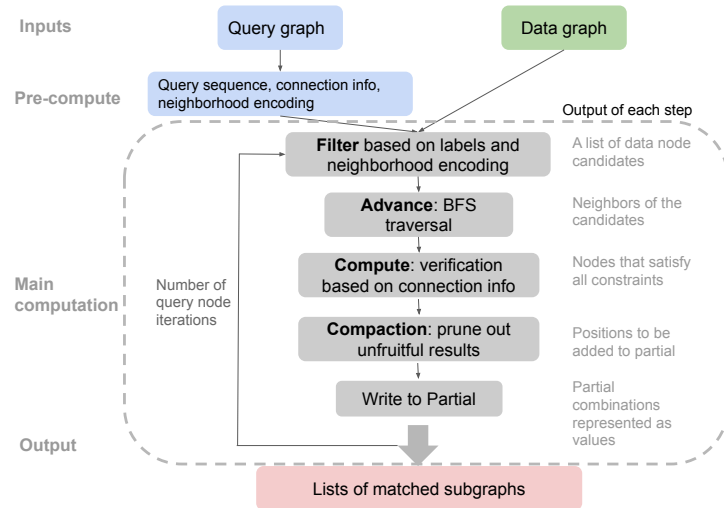 Inputs
Query graph
Data graph
Pre-compute
Query sequence, connection info,
neighborhood encoding
Output of each step
Filter based on labels and
neighborhood encoding
A list of data node
candidates
Advance: BFS
traversal
Neighbors of the
candidates
Main
computation
Number of
query node
iterations
Compute: verification
based on connection info
Nodes that satisfy
all constraints
Compaction: prune out
unfruitful results
Positions to be
added to partial
Write to Partial
Partial
combinations
represented as
values
Output
Lists of matched subgraphs